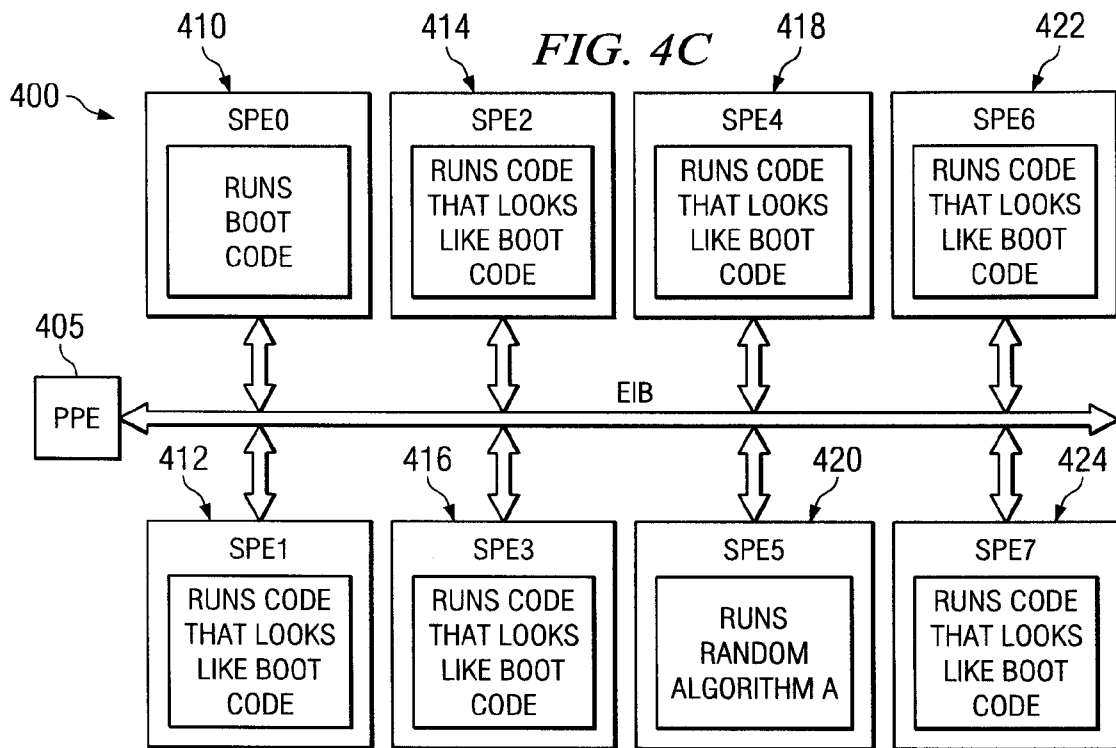 410
414
FIG. 4C
418
422
400
SPE0
RUNS
BOOT
CODE
SPE2
RUNS CODE
THAT LOOKS
LIKE BOOT
CODE
SPE4
RUNS CODE
THAT LOOKS
LIKE BOOT
CODE
SPE6
RUNS CODE
THAT LOOKS
LIKE BOOT
CODE
405
PPE
EIB
412
416
420
424
SPE1
RUNS CODE
THAT LOOKS
LIKE BOOT
CODE
SPE3
RUNS CODE
THAT LOOKS
LIKE BOOT
CODE
SPE5
RUNS
RANDOM
ALGORITHM A
SPE7
RUNS CODE
THAT LOOKS
LIKE BOOT
CODE